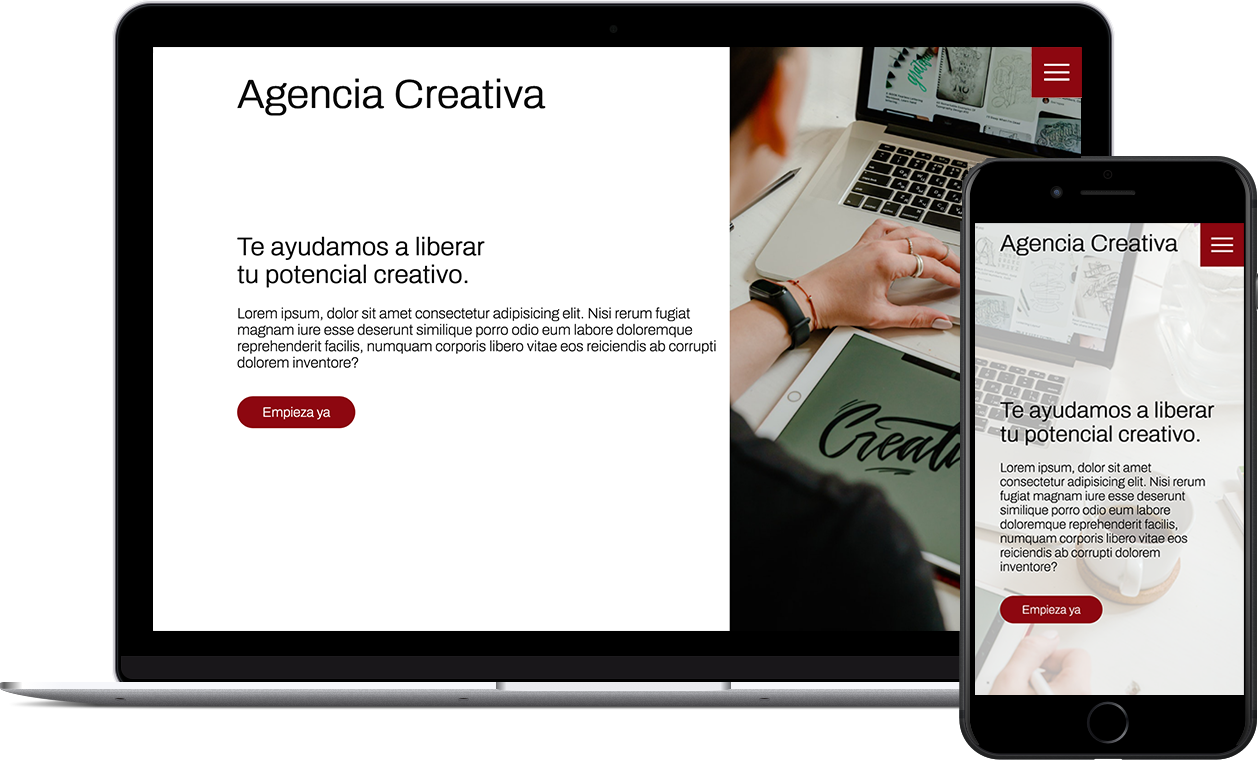 Agencia Creativa
Te ayudamos a liberar
tu potencial creativo.
Lorem ipsum, dolor sit amet consectetur adipisicing elit. Nisi rerum fugiat
magnam iure esse deserunt similique porro odio eum labore doloremque
reprehenderit facilis, numquam corporis libero vitae eos reiciendis ab corrupti
dolorem inventore?
Empieza ya
Agencia Creativa
Te ayudamos a liberar
tu potencial creativo.
Lorem ipsum, dolor sit amet
consectetur adipisicing elit. Nisi rerum
fugiat magnam iure esse deserunt
similique porro odio eum labore
doloremque reprehenderit facilis,
numquam corporis libero vitae eos
reiciendis ab corrupti dolorem
inventore?
Empieza ya